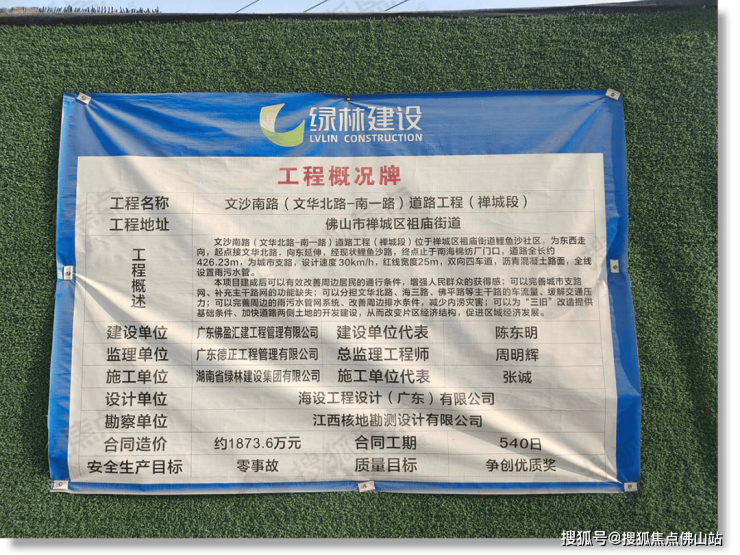 绿林建设
LVLIN CONSTRUCTION
工程概况牌
工程名称 文沙南路（文华北路-南一路）道路工程（禅城段）
工程地址 佛山市禅城区祖庙街道
工程概述
文沙南路（文华北路-南一路）道路工程（禅城段）位于禅城区祖庙街道鲤鱼沙社区，为东西走
向，起点接文华北路，向东延伸，经现状鲤鱼沙路，终点止于南海棉纺厂门口，道路全长约
426.23m，为城市支路，设计速度30km/h，红线宽度25m，双向四车道，沥青混凝土路面，全线
设置雨污水管。
本项目建成后可以有效改善周边居民的通行条件，增强人民群众的获得感；可以完善城市支路
网、补充主干路网的功能缺失；可以分担文华北路、海三路、佛平路等主干路的车流量、缓解交通压
力；可以完善周边的雨污水管网系统、改善周边排水条件，减少内涝灾害；可以为“三旧”改造提供
基础条件、加快道路两侧土地的开发建设，从而改变片区经济结构，促进区域经济发展。
建设单位 广东佛盈汇建工程管理有限公司 建设单位代表 陈东明
监理单位 广东德正工程管理有限公司 总监理工程师 周明辉
施工单位 湖南省绿林建设集团有限公司 施工单位代表 张诚
设计单位 海设工程设计（广东）有限公司
勘察单位 江西核地勘测设计有限公司
合同造价 约1873.6万元 合同工期 540日
安全生产目标 零事故 质量目标 争创优质奖
搜狐号@搜狐焦点佛山站